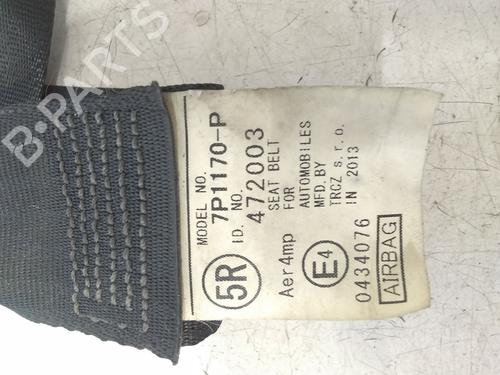 MODEL NO.
7P1170-P
ID. NO.
472003
SEAT BELT
FOR
AUTOMOBILES
MFD.BY
TRCZ s.r.o.
IN 2013
5R
Aer4mp
E4
0434076
AIRBAG
B-PARTS